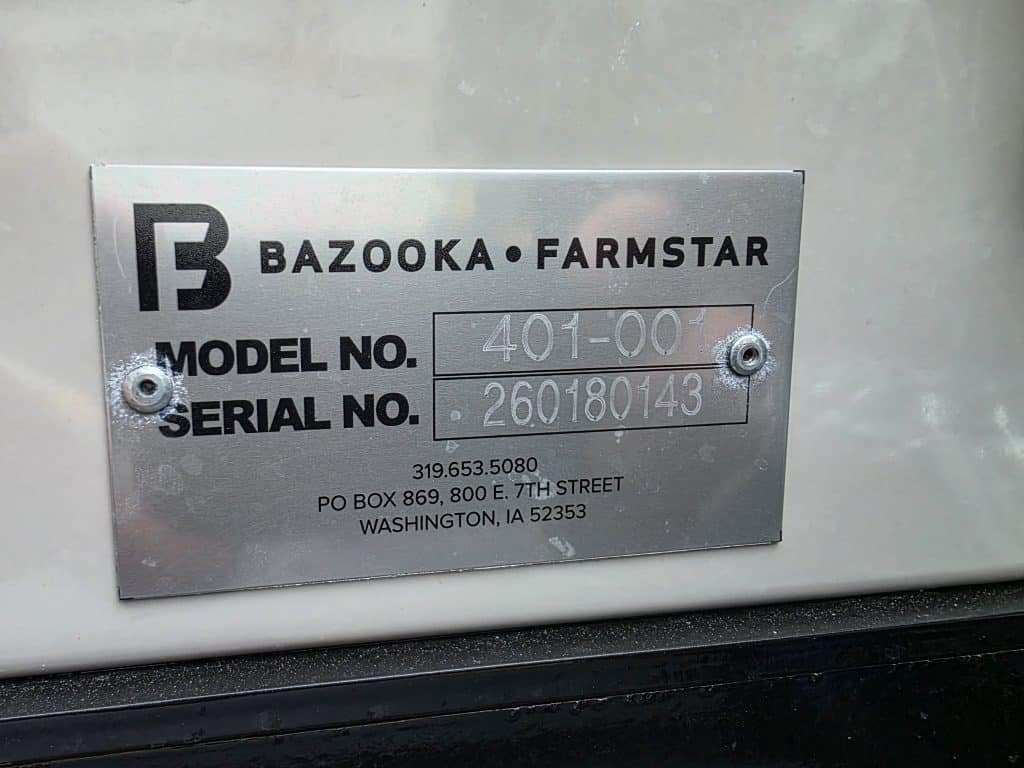 B BAZOOKA • FARMSTAR
MODEL NO. 401-001
SERIAL NO. 260180143
319.653.5080
PO BOX 869, 800 E. 7TH STREET
WASHINGTON, IA 52353